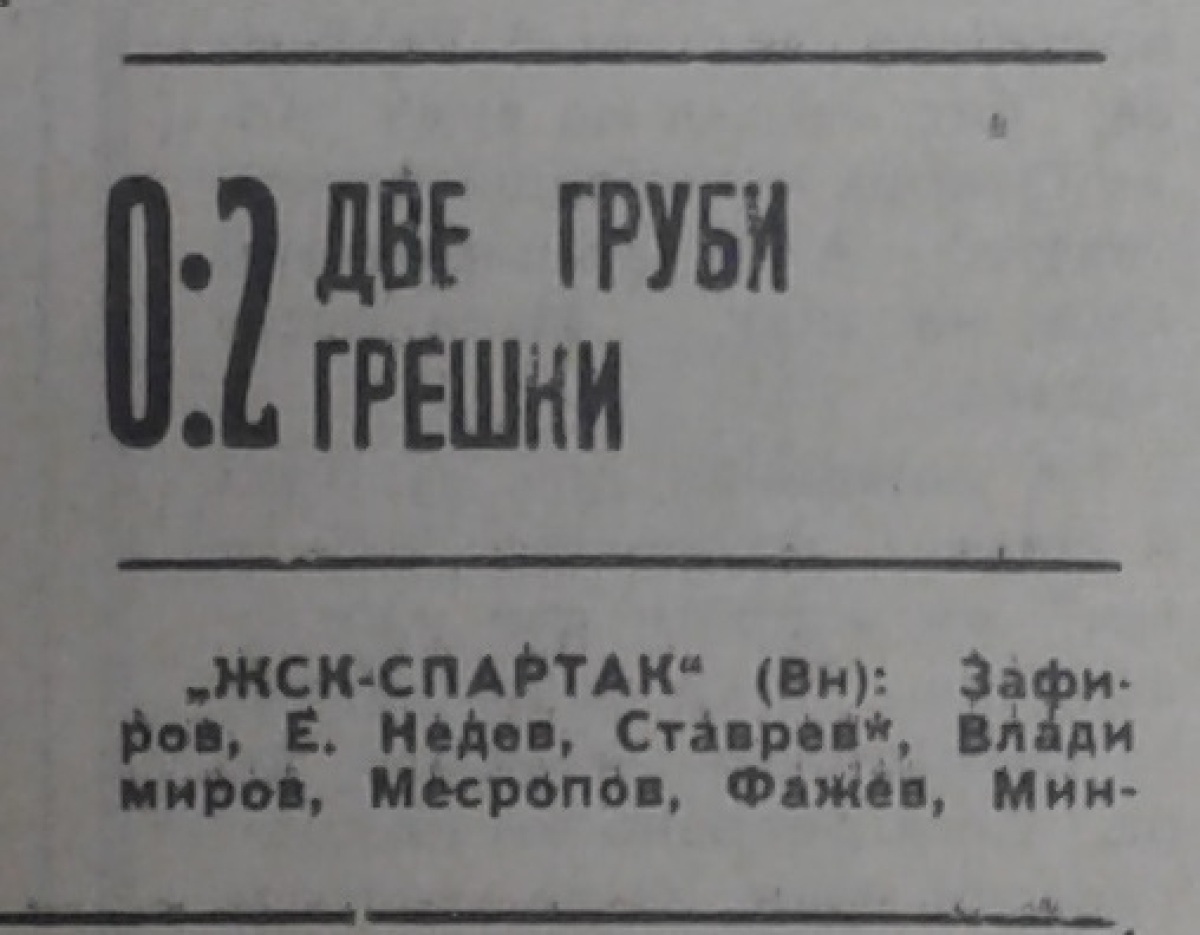 0:2 ДВЕ ГРУБИ
ГРЕШКИ
„ЖСК-СПАРТАК“ (Вн): Зафи-
ров, Е. Недев, Ставрев*, Влади
миров, Месропов, Фажев, Мин-